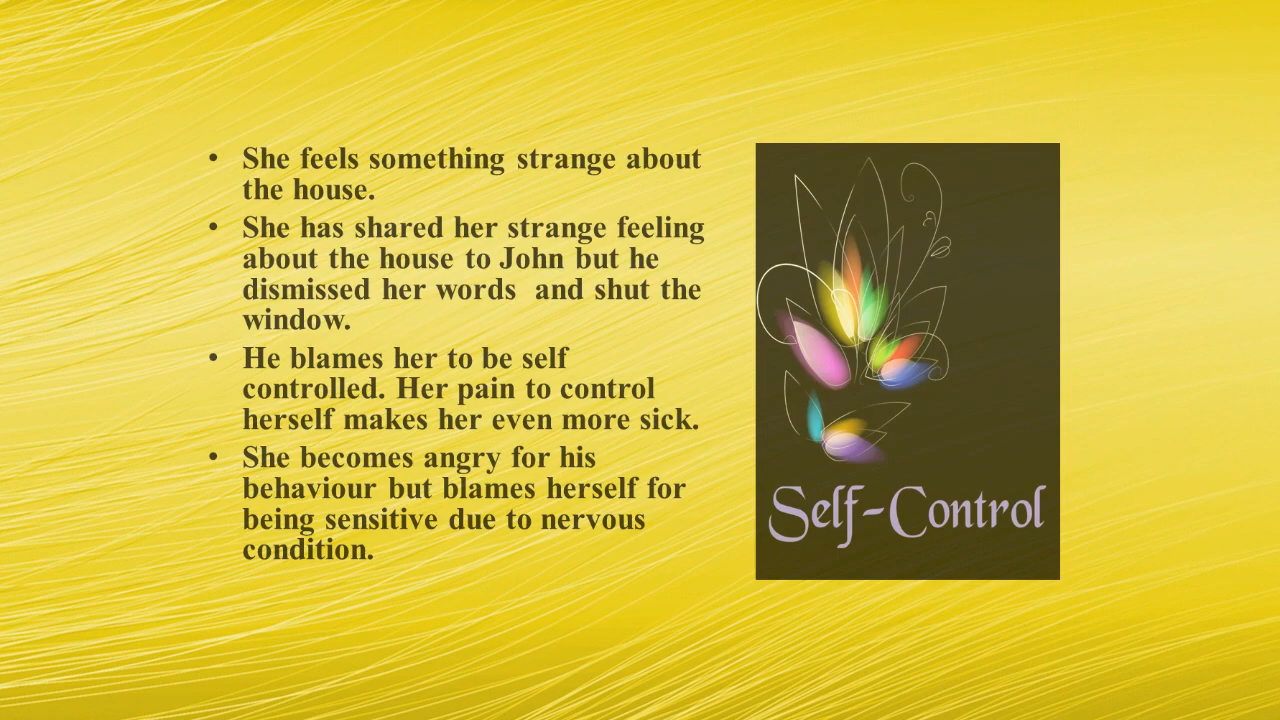 • She feels something strange about
the house.
• She has shared her strange feeling
about the house to John but he
dismissed her words  and shut the
window.
• He blames her to be self
controlled. Her pain to control
herself makes her even more sick.
• She becomes angry for his
behaviour but blames herself for
being sensitive due to nervous
condition.
Self-Control